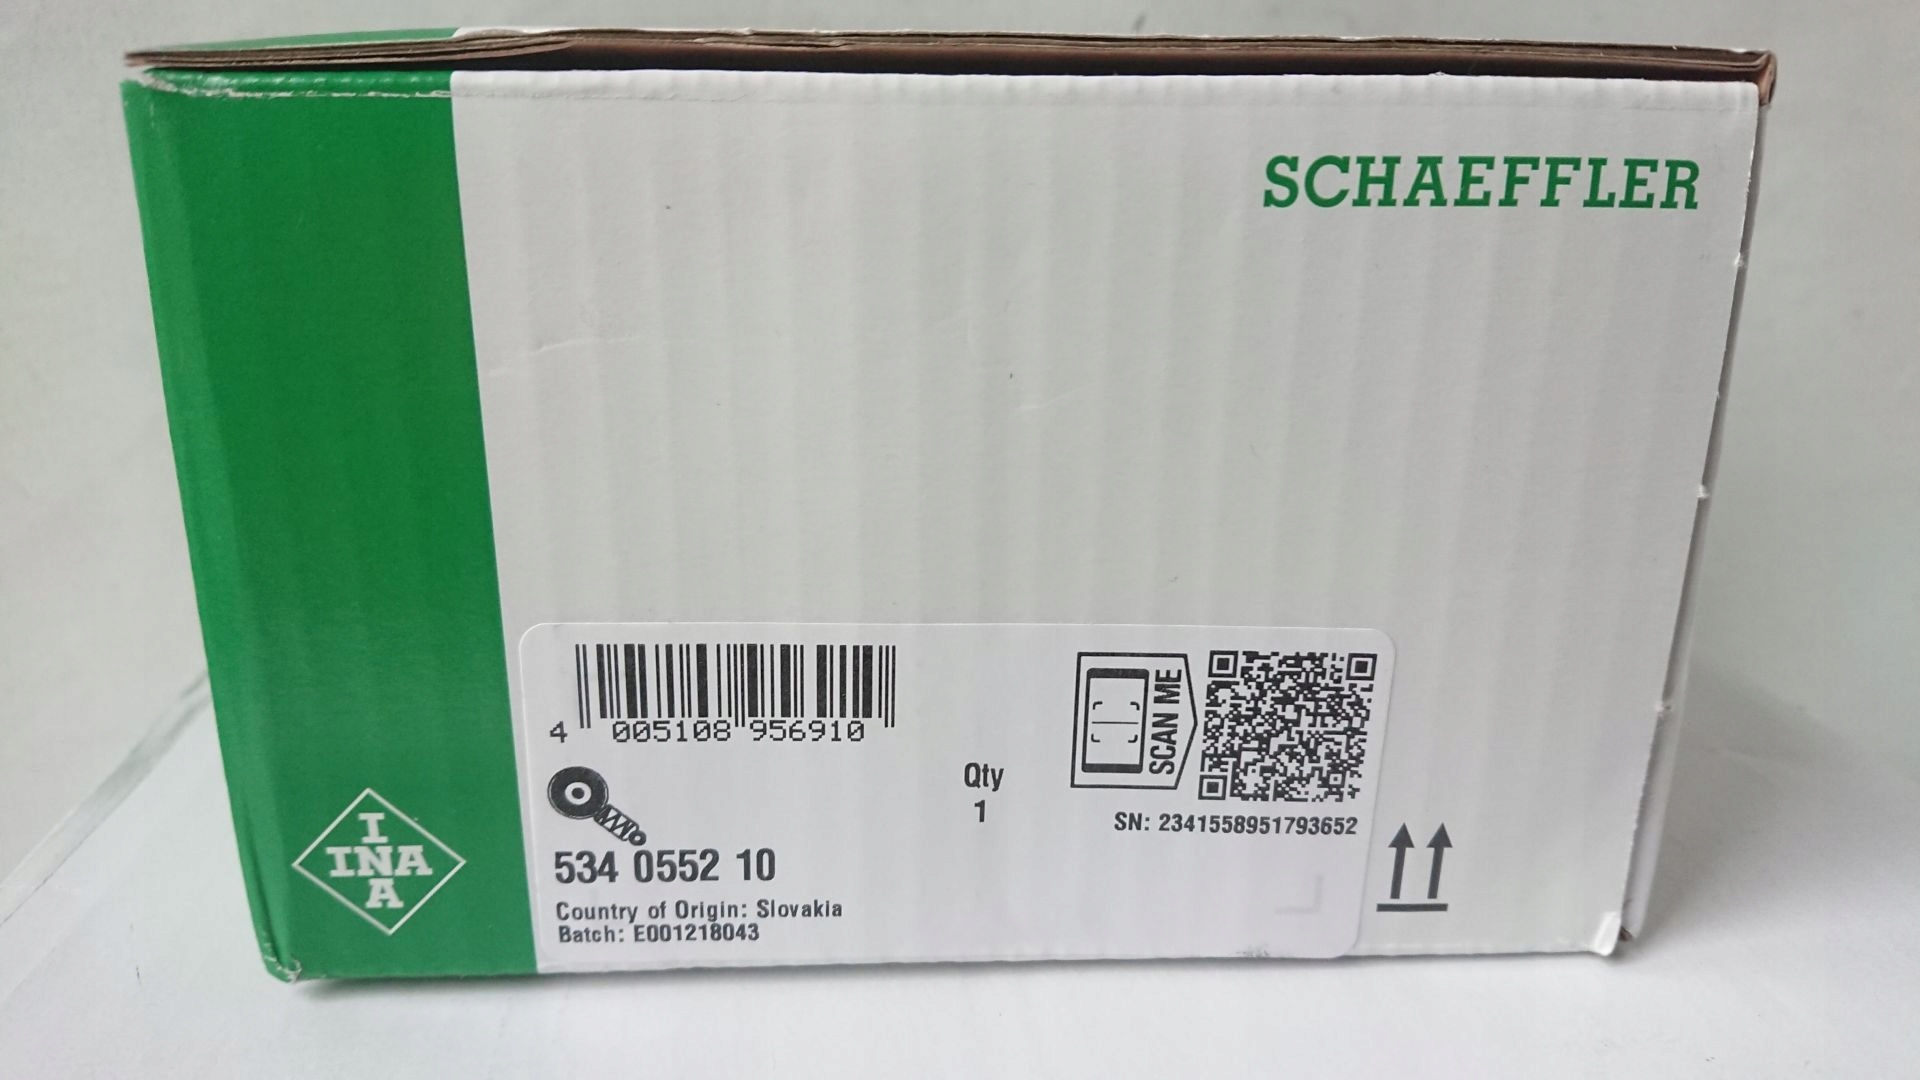 SCHAEFFLER
4 005108 956910
SCAN ME
Qty
1
SN: 2341558951793652
534 0552 10
Country of Origin: Slovakia
Batch: E001218043
I
INA
A